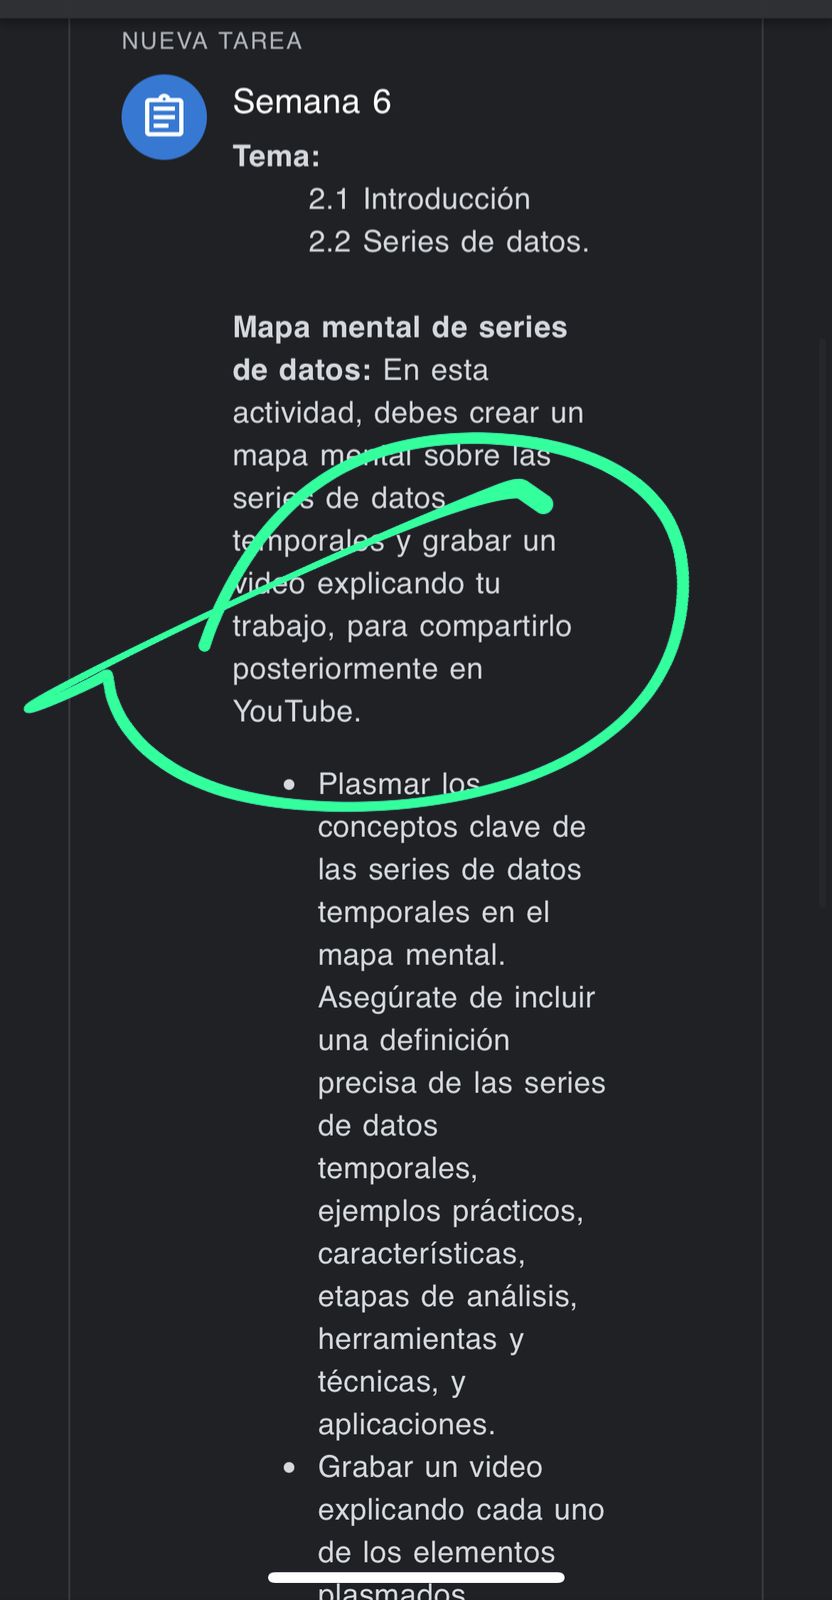 NUEVA TAREA
Semana 6
Tema:
2.1 Introducción
2.2 Series de datos.
Mapa mental de series
de datos: En esta
actividad, debes crear un
mapa mental sobre las
series de datos
temporales y grabar un
video explicando tu
trabajo, para compartirlo
posteriormente en
YouTube.
• Plasmar los
conceptos clave de
las series de datos
temporales en el
mapa mental.
Asegúrate de incluir
una definición
precisa de las series
de datos
temporales,
ejemplos prácticos,
características,
etapas de análisis,
herramientas y
técnicas, y
aplicaciones.
• Grabar un video
explicando cada uno
de los elementos
plasmados